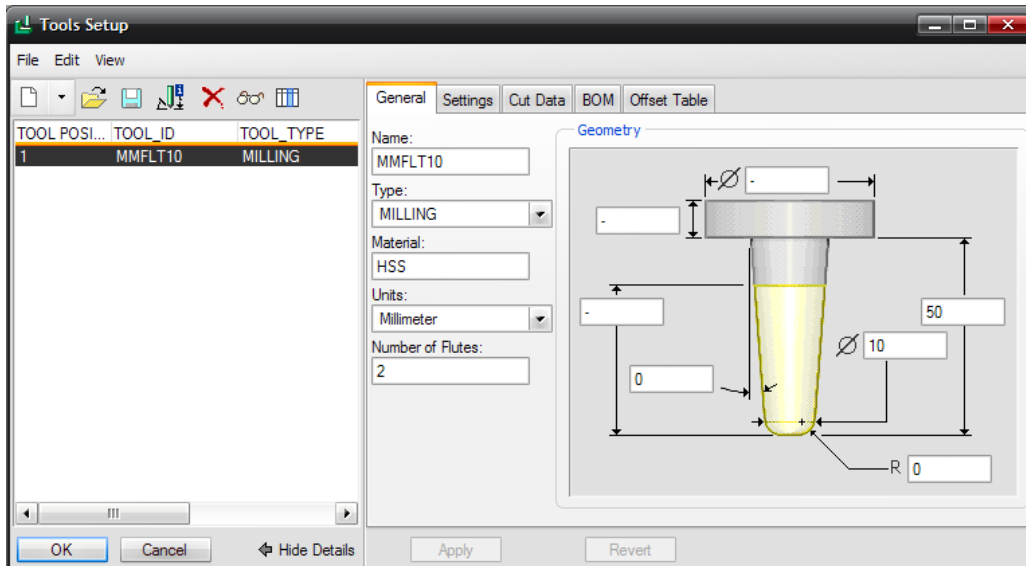 Tools Setup
File Edit View
General Settings Cut Data BOM Offset Table
TOOL POSI... TOOL_ID TOOL_TYPE
1 MMFLT10 MILLING
Name:
MMFLT10
Type:
MILLING
Material:
HSS
Units:
Millimeter
Number of Flutes:
2
Geometry
Ø -
-
-
50
Ø 10
0
R 0
OK Cancel Hide Details Apply Revert